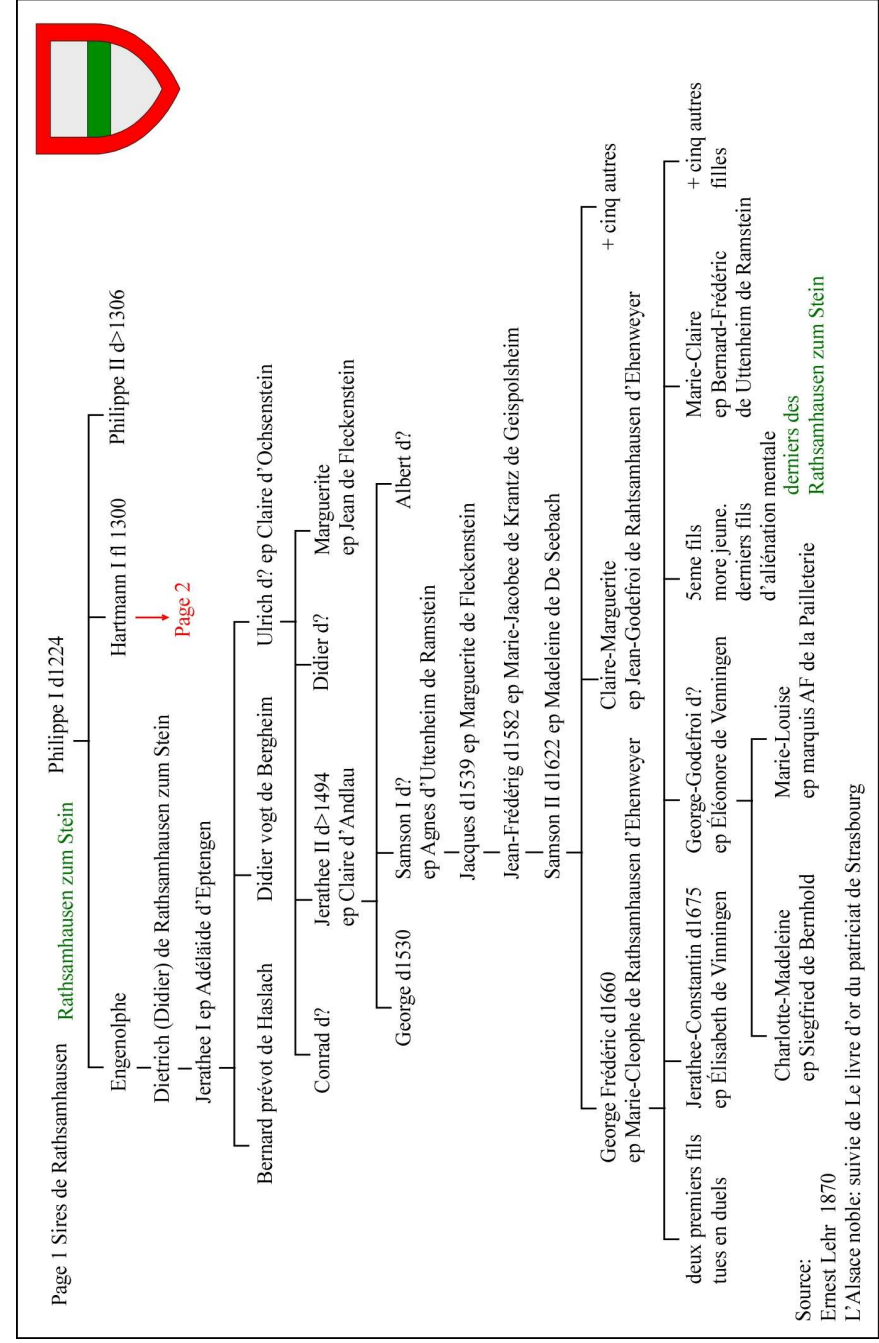 Page 1 Sires de Rathsamhausen
Rathsamhausen zum Stein
Philippe I d1224
Engenolphe
Hartmann I fl 1300
Philippe II d>1306
Page 2
Dietrich (Didier) de Rathsamhausen zum Stein
Jerathee I ep Adélaïde d'Eptengen
Bernard prévot de Haslach
Didier vogt de Bergheim
Ulrich d? ep Claire d'Ochsenstein
Conrad d?
Jerathee II d>1494
ep Claire d'Andlau
Didier d?
Marguerite
ep Jean de Fleckenstein
George d1530
Samson I d?
ep Agnes d'Uttenheim de Ramstein
Albert d?
Jacques d1539 ep Marguerite de Fleckenstein
Jean-Frédérig d1582 ep Marie-Jacobee de Krantz de Geispolsheim
Samson II d1622 ep Madeleine de De Seebach
George Frédéric d1660
ep Marie-Cleophe de Rathsamhausen d'Ehenweyer
Claire-Marguerite
ep Jean-Godefroi de Rahtsamhausen d'Ehenweyer
+ cinq autres
deux premiers fils
tues en duels
Jerathee-Constantin d1675
ep Élisabeth de Vinningen
George-Godefroi d?
ep Éléonore de Venningen
5eme fils
more jeune.
derniers fils
d'aliénation mentale
Marie-Claire
ep Bernard-Frédéric
de Uttenheim de Ramstein
+ cinq autres
filles
derniers des
Rathsamhausen zum Stein
Charlotte-Madeleine
ep Siegfried de Bernhold
Marie-Louise
ep marquis AF de la Pailleterie
Source:
Ernest Lehr 1870
L'Alsace noble: suivie de Le livre d'or du patriciat de Strasbourg